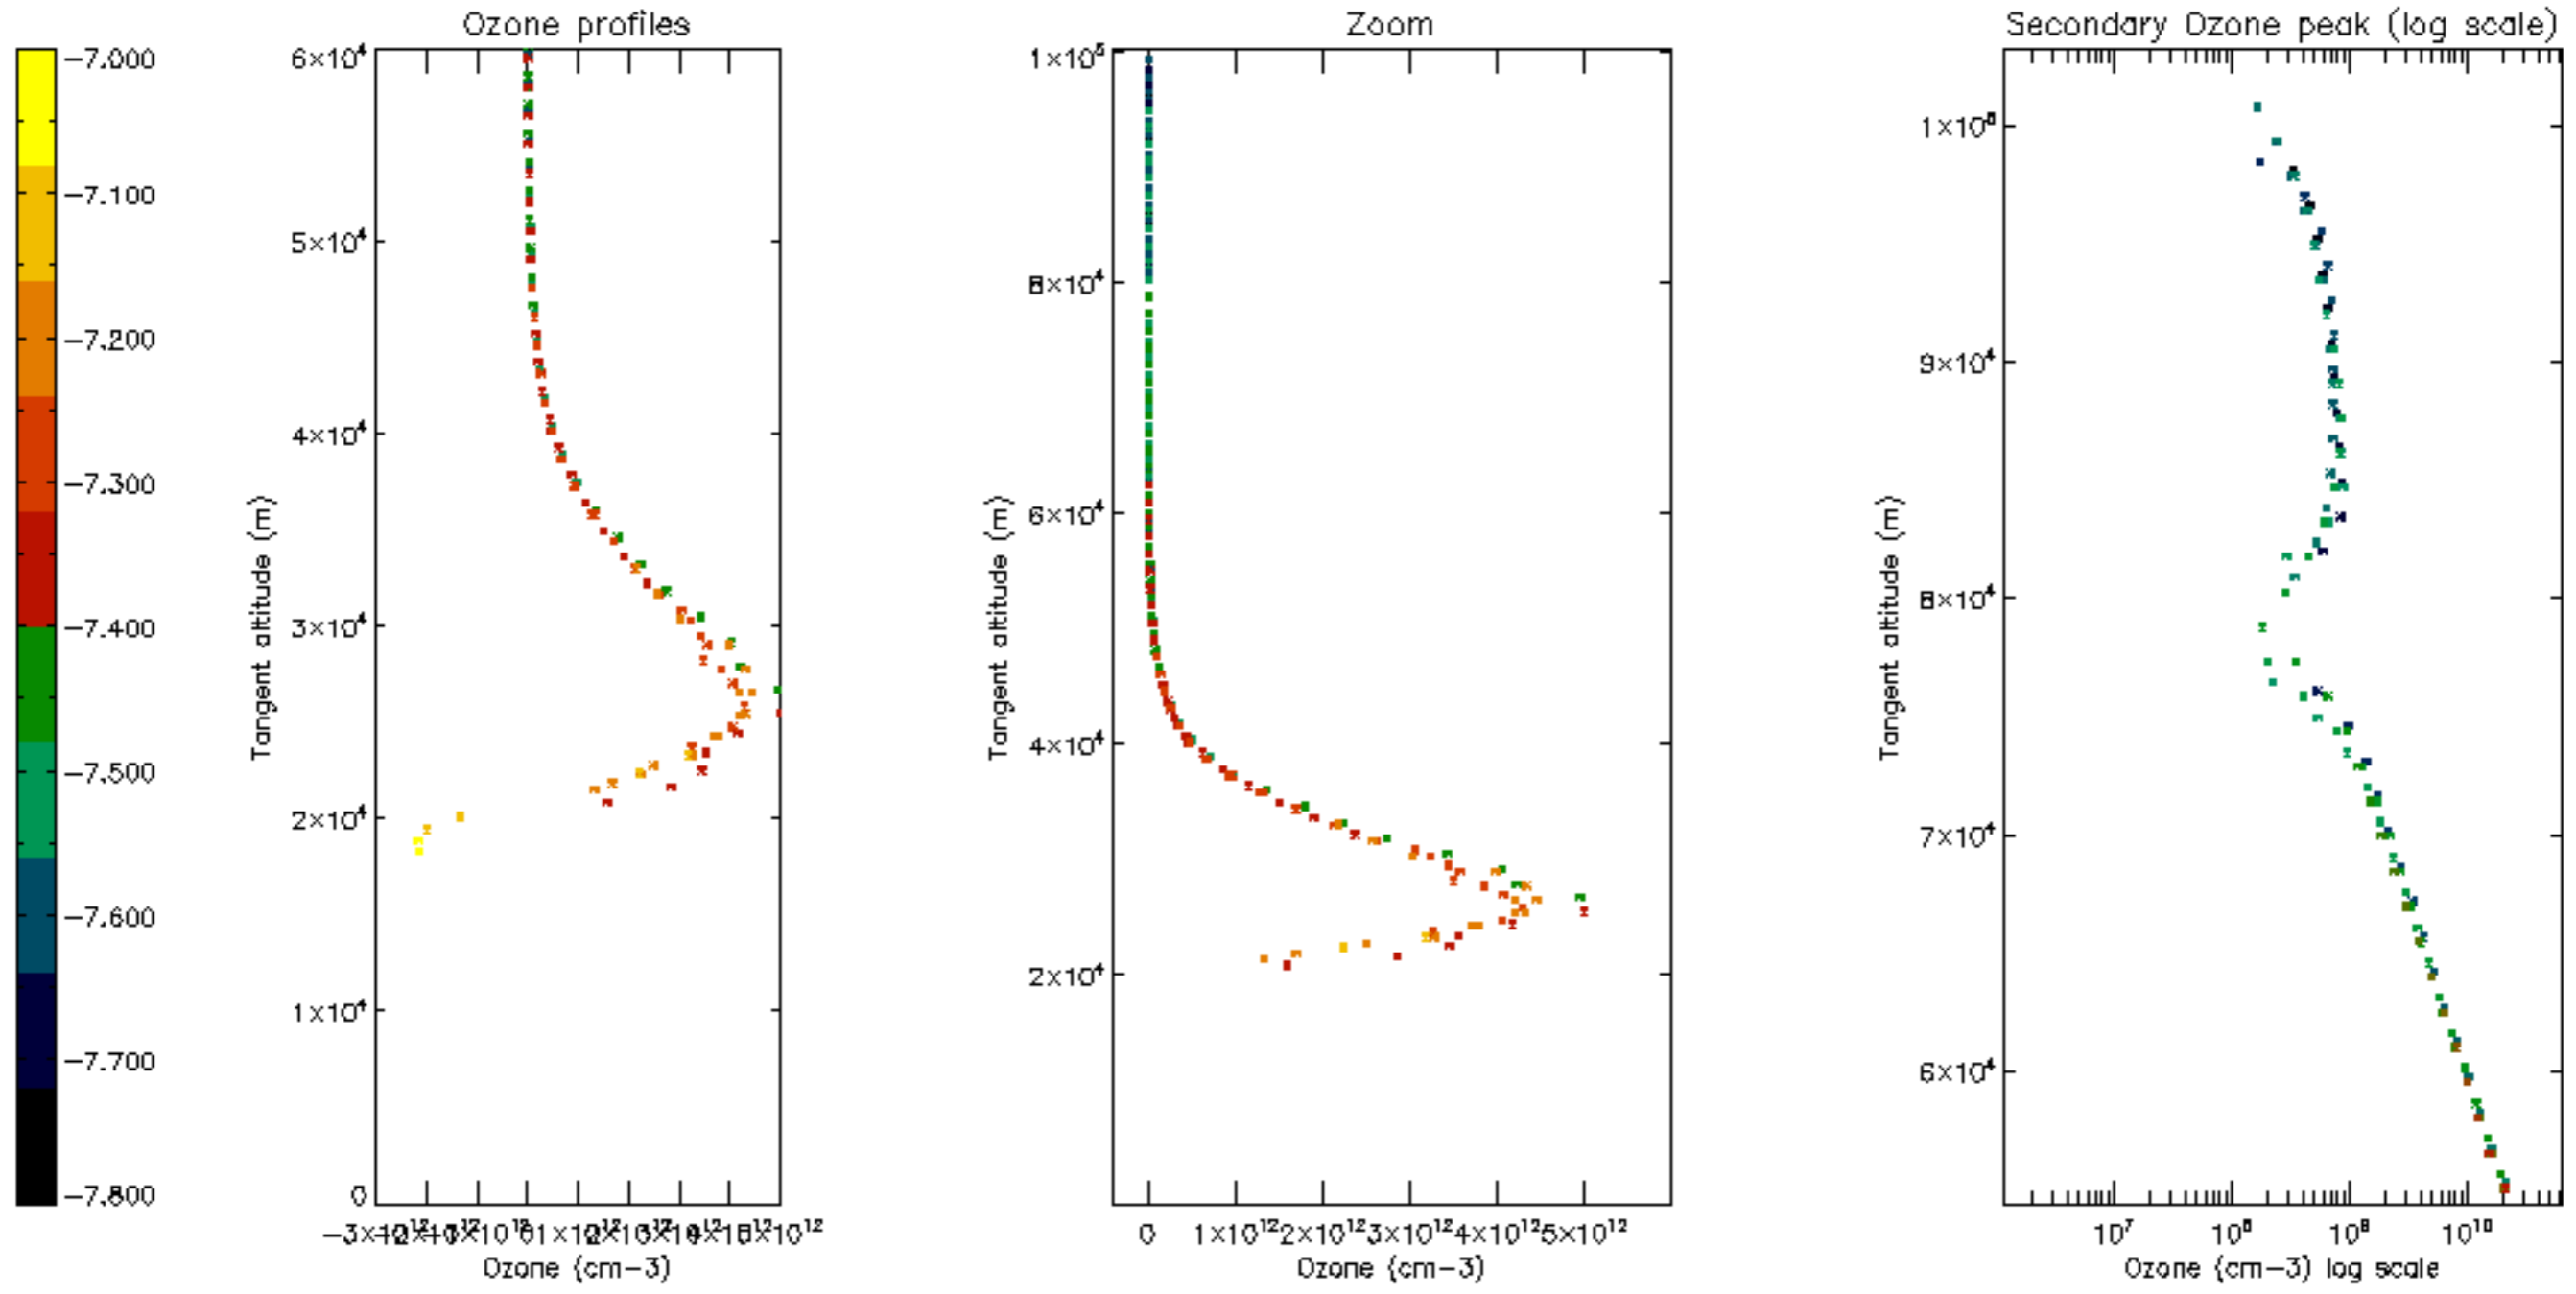 Ozone profiles
Zoom
Secondary Ozone peak (log scale)
−7.000
−7.100
−7.200
−7.300
−7.400
−7.500
−7.600
−7.700
−7.800
6×10⁴
5×10⁴
4×10⁴
3×10⁴
2×10⁴
1×10⁴
0
Tangent altitude (m)
Ozone (cm−3)
1×10⁵
8×10⁴
6×10⁴
4×10⁴
2×10⁴
Tangent altitude (m)
0 1×10¹² 2×10¹² 3×10¹² 4×10¹² 5×10¹²
Ozone (cm−3)
1×10⁵
9×10⁴
8×10⁴
7×10⁴
6×10⁴
Tangent altitude (m)
10⁷ 10⁸ 10⁹ 10¹⁰
Ozone (cm−3) log scale